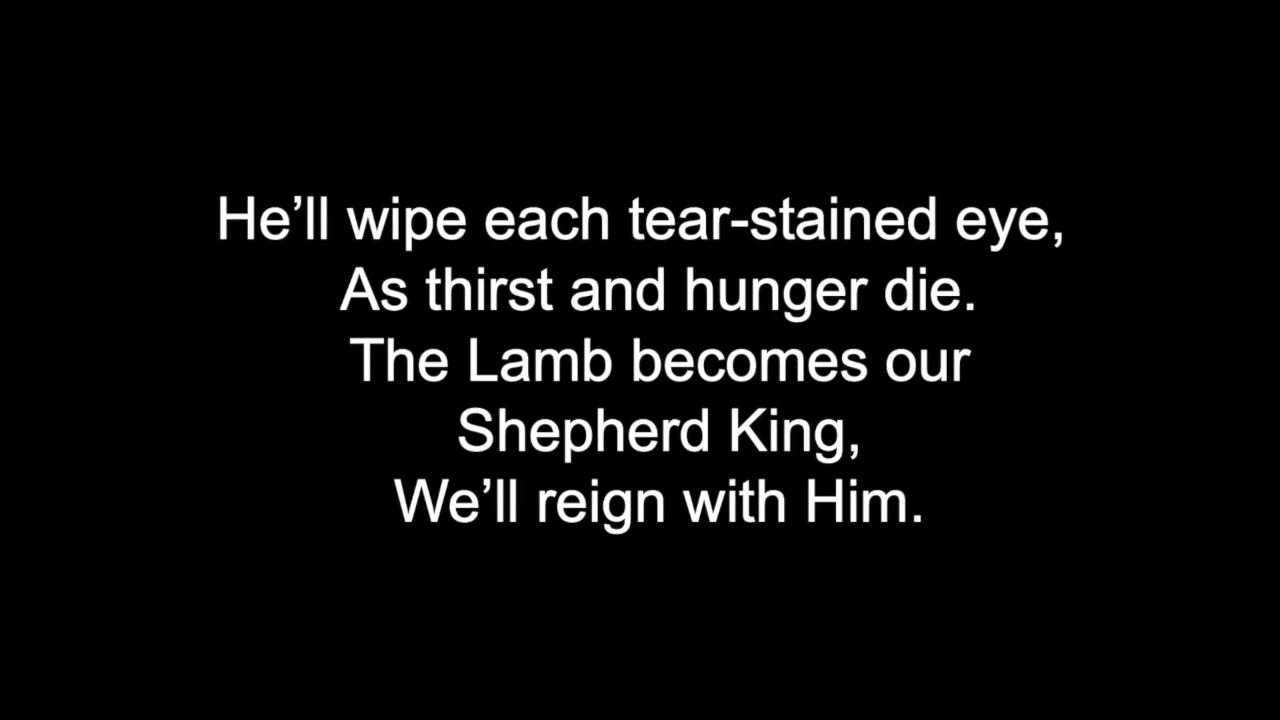 He’ll wipe each tear-stained eye,
As thirst and hunger die.
The Lamb becomes our
Shepherd King,
We’ll reign with Him.